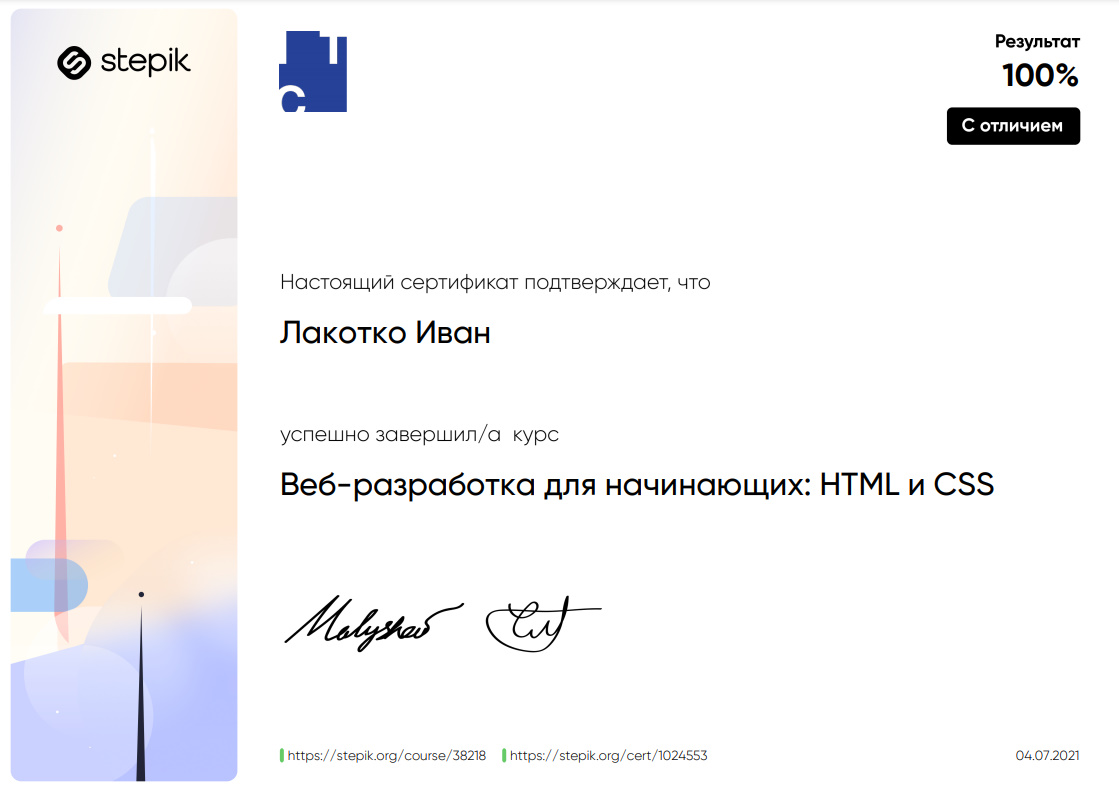 stepik
T
C
Результат
100%
С отличием
Настоящий сертификат подтверждает, что
Лакотко Иван
успешно завершил/а курс
Веб-разработка для начинающих: HTML и CSS
https://stepik.org/course/38218 https://stepik.org/cert/1024553
04.07.2021